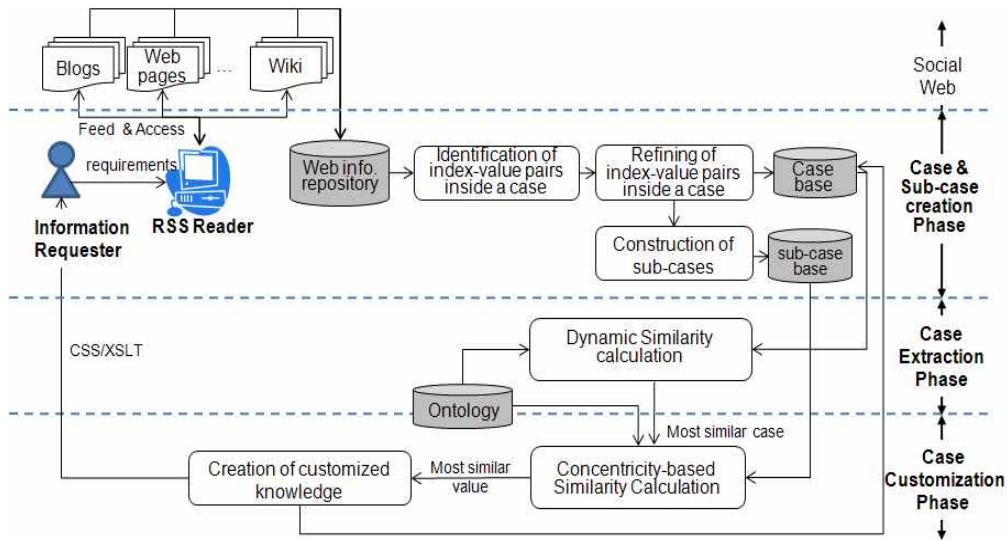 Blogs
Web
pages
...
Wiki
Social
Web
Feed & Access
requirements
Information
Requester
RSS Reader
Web info.
repository
Identification of
index-value pairs
inside a case
Refining of
index-value pairs
inside a case
Case
base
Construction of
sub-cases
sub-case
base
Case &
Sub-case
creation
Phase
CSS/XSLT
Dynamic Similarity
calculation
Ontology
Case
Extraction
Phase
Most similar case
Creation of customized
knowledge
Most similar
value
Concentricity-based
Similarity Calculation
Case
Customization
Phase